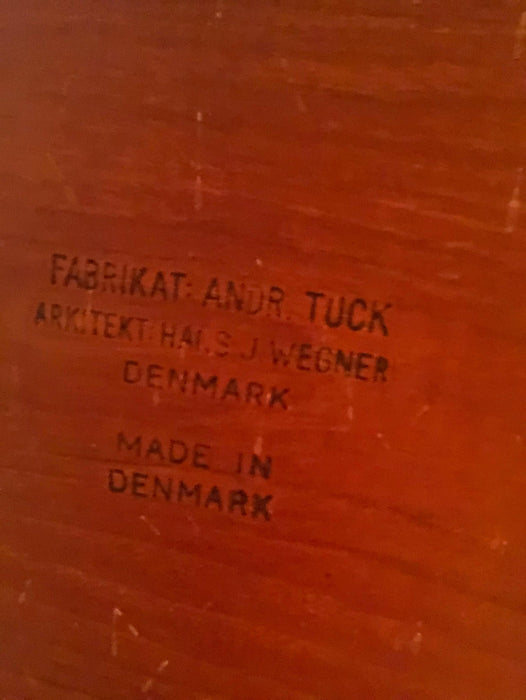 FABRIKAT: ANDR. TUCK
ARKITEKT: HANS J. WEGNER
DENMARK
MADE IN
DENMARK